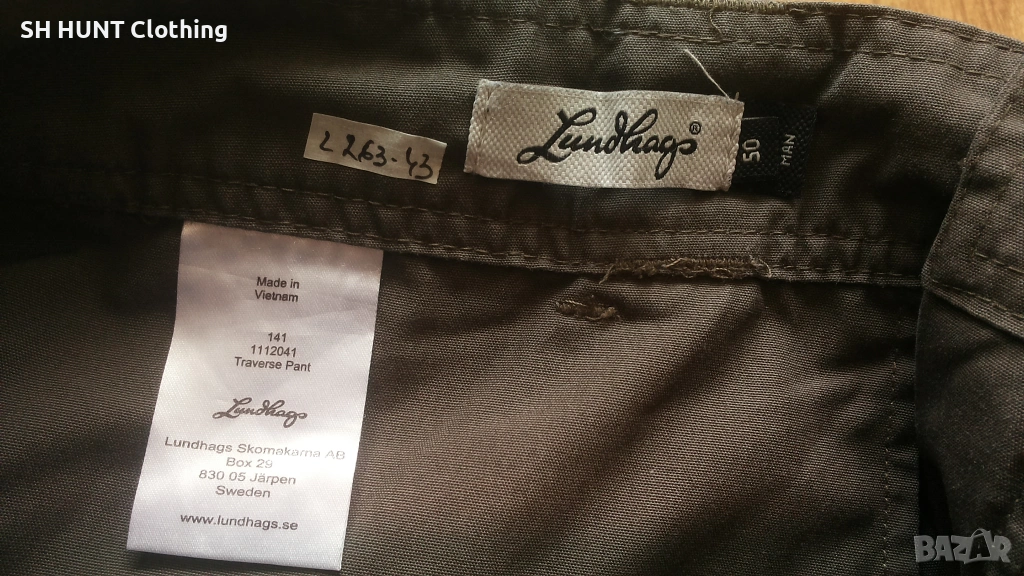 SH HUNT Clothing
L 263-43
Lundhags®
50
MAN
Made in
Vietnam
141
1112041
Traverse Pant
Lundhags
Lundhags Skomakarna AB
Box 29
830 05 Järpen
Sweden
www.lundhags.se
BAZAR